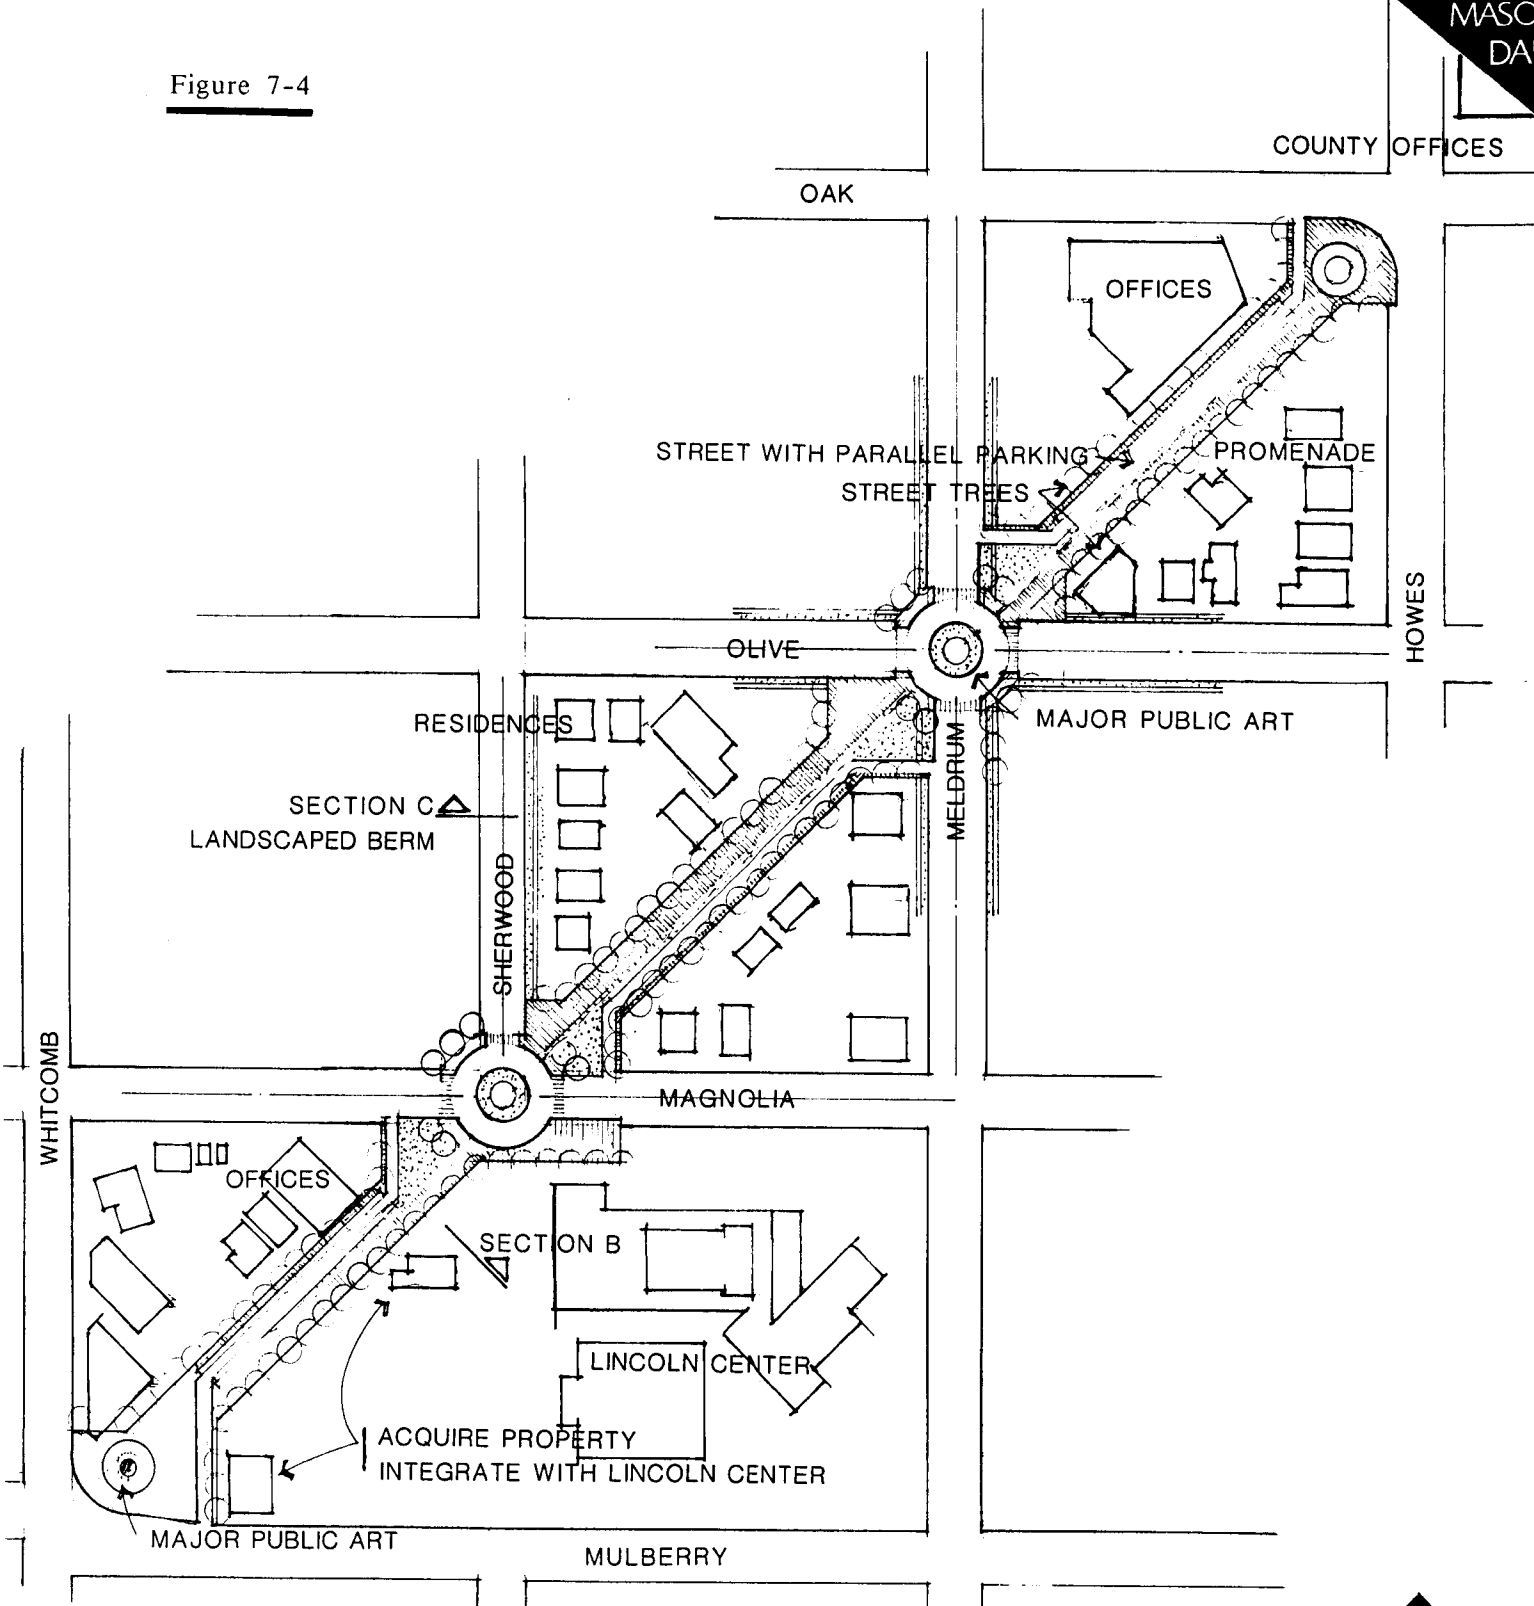 MASO
DA
Figure 7-4
COUNTY OFFICES
OAK
OFFICES
STREET WITH PARALLEL PARKING
PROMENADE
STREET TREES
HOWES
OLIVE
RESIDENCES
MAJOR PUBLIC ART
MELDRUM
SECTION C
LANDSCAPED BERM
SHERWOOD
WHITCOMB
MAGNOLIA
OFFICES
SECTION B
LINCOLN CENTER
ACQUIRE PROPERTY
INTEGRATE WITH LINCOLN CENTER
MAJOR PUBLIC ART
MULBERRY